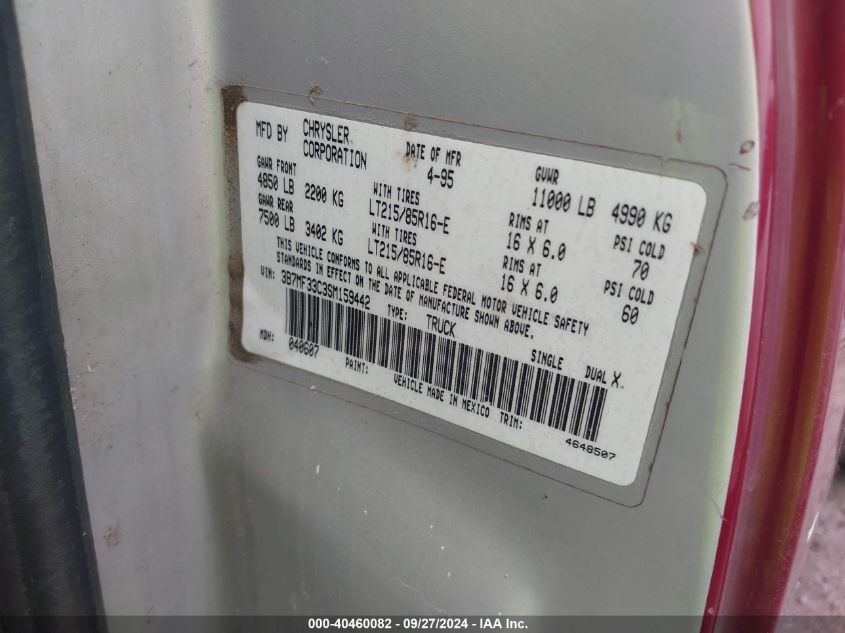 MFD BY CHRYSLER CORPORATION DATE OF MFR 4-95 GVWR 11000 LB 4990 KG
GAWR FRONT WITH TIRES RIMS AT PSI COLD
4850 LB 2200 KG LT215/85R16-E 16 X 6.0 70
GAWR REAR WITH TIRES RIMS AT PSI COLD
7500 LB 3402 KG LT215/85R16-E 16 X 6.0 60
THIS VEHICLE CONFORMS TO ALL APPLICABLE FEDERAL MOTOR VEHICLE SAFETY
STANDARDS IN EFFECT ON THE DATE OF MANUFACTURE SHOWN ABOVE.
VIN: 3B7MF33C3SM159442 TYPE: TRUCK SINGLE DUAL X
MDH: 040607 PAINT: VEHICLE MADE IN MEXICO TRIM:
4648507
000-40460082 - 09/27/2024 - IAA Inc.